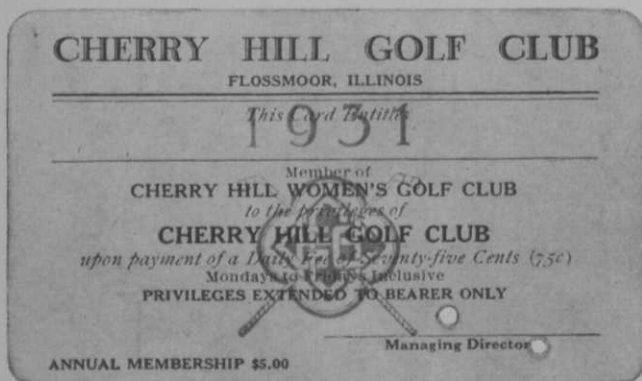 CHERRY HILL GOLF CLUB
FLOSSMOOR, ILLINOIS
This Card Entitles
1931
Member of
CHERRY HILL WOMEN'S GOLF CLUB
to the privileges of
CHERRY HILL GOLF CLUB
upon payment of a Daily Fee of Seventy-five Cents (75c)
Mondays to Fridays Inclusive
PRIVILEGES EXTENDED TO BEARER ONLY
Managing Director
ANNUAL MEMBERSHIP $5.00